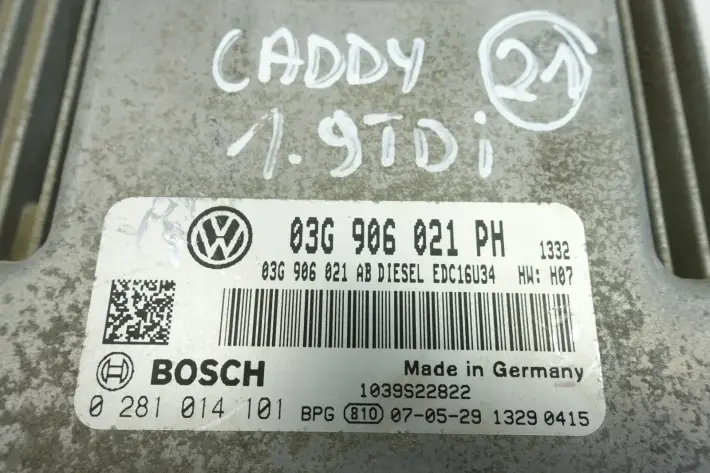 CADDY 21
1.9TDi
03G 906 021 PH 1332
03G 906 021 AB DIESEL EDC16U34 HW: H07
BOSCH Made in Germany
1039S22822
0 281 014 101 BPG 810 07-05-29 1329 0415